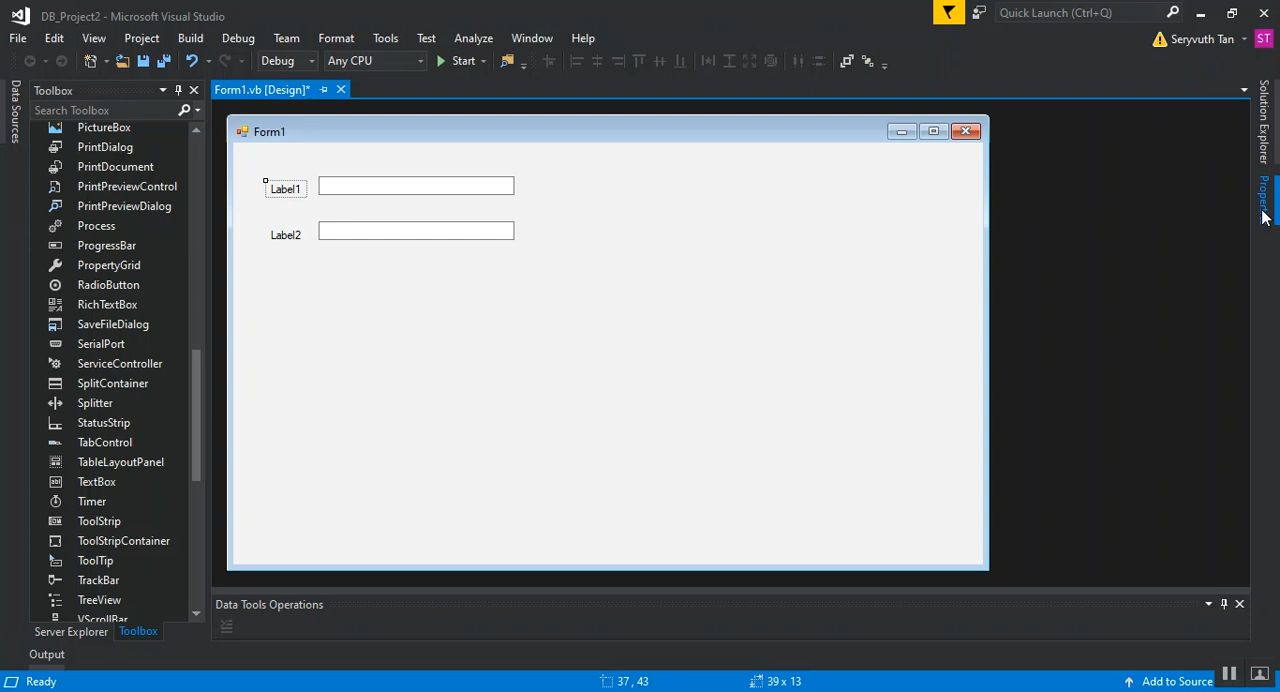 DB_Project2 - Microsoft Visual Studio
Quick Launch (Ctrl+Q)
File Edit View Project Build Debug Team Format Tools Test Analyze Window Help
Seryvuth Tan ST
Debug Any CPU Start
Data Sources
Toolbox
Search Toolbox
PictureBox
PrintDialog
PrintDocument
PrintPreviewControl
PrintPreviewDialog
Process
ProgressBar
PropertyGrid
RadioButton
RichTextBox
SaveFileDialog
SerialPort
ServiceController
SplitContainer
Splitter
StatusStrip
TabControl
TableLayoutPanel
TextBox
Timer
ToolStrip
ToolStripContainer
ToolTip
TrackBar
TreeView
VScrollBar
Server Explorer Toolbox
Form1.vb [Design]*
Form1
Label1
Label2
Solution Explorer
Data Tools Operations
Output
Ready 37 , 43 39 x 13 Add to Source